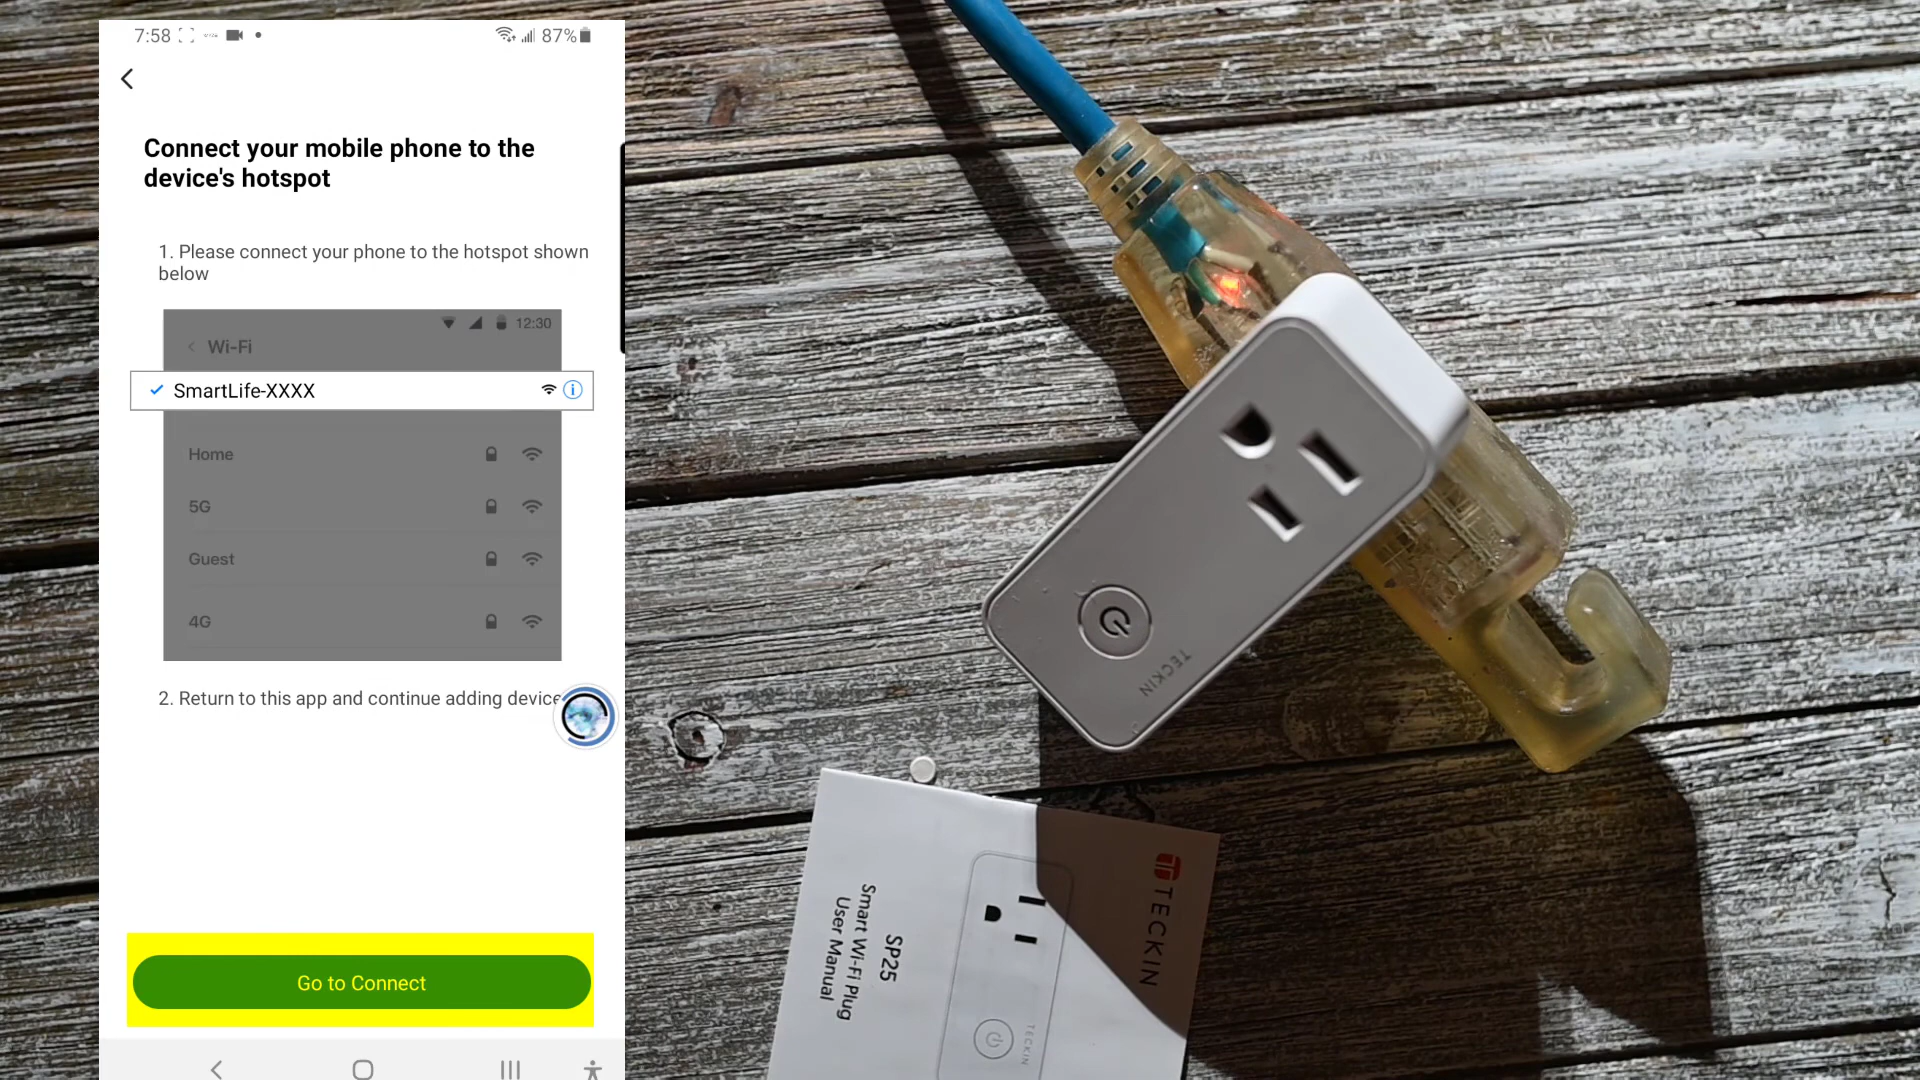 7:58
87%
Connect your mobile phone to the
device's hotspot
1. Please connect your phone to the hotspot shown
below
12:30
Wi-Fi
SmartLife-XXXX
Home
5G
Guest
4G
2. Return to this app and continue adding device
Go to Connect
TECKIN
TECKIN
SP25
Smart Wi-Fi Plug
User Manual
TECKIN